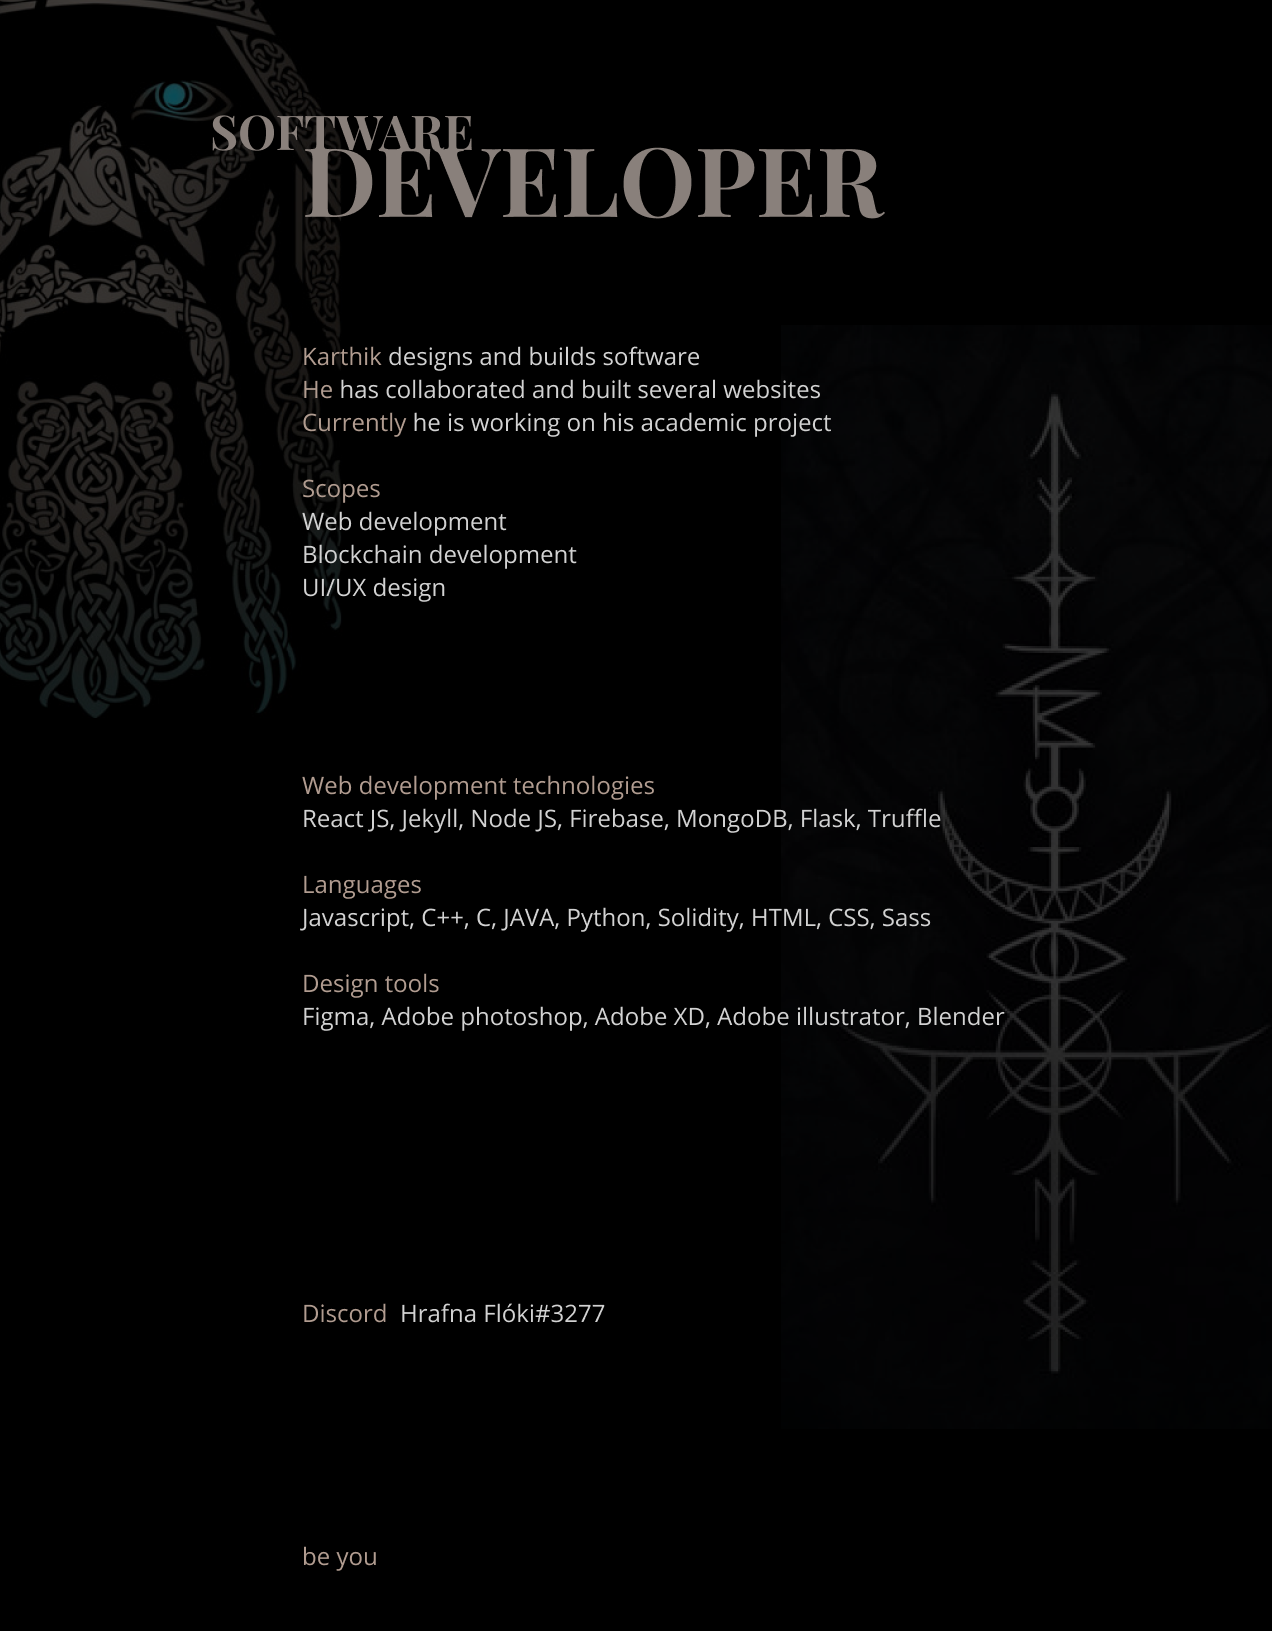 SOFTWARE
DEVELOPER
Karthik designs and builds software
He has collaborated and built several websites
Currently he is working on his academic project
Scopes
Web development
Blockchain development
UI/UX design
Web development technologies
React JS, Jekyll, Node JS, Firebase, MongoDB, Flask, Truffle
Languages
Javascript, C++, C, JAVA, Python, Solidity, HTML, CSS, Sass
Design tools
Figma, Adobe photoshop, Adobe XD, Adobe illustrator, Blender
Discord  Hrafna Flóki#3277
be you